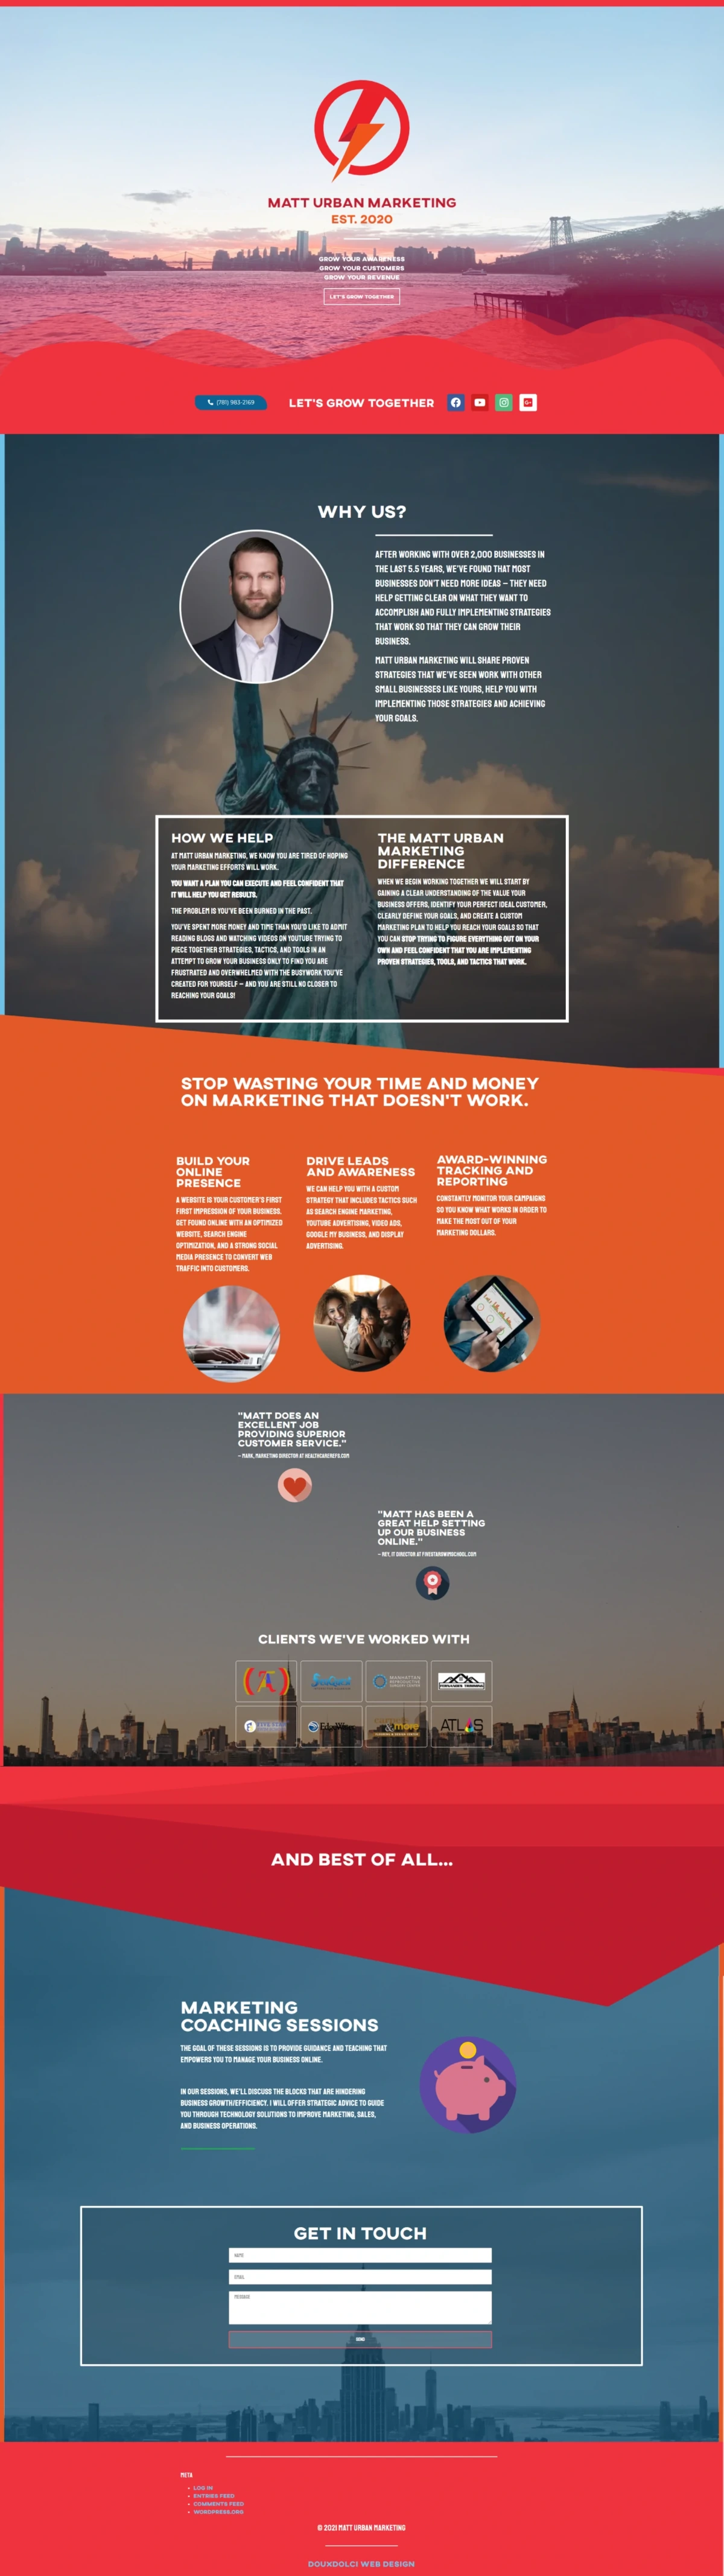 MATT URBAN MARKETING
EST. 2020
GROW YOUR AWARENESS
GROW YOUR CUSTOMERS
GROW YOUR REVENUE
LET'S GROW TOGETHER
(781) 983-2169
LET'S GROW TOGETHER
WHY US?
AFTER WORKING WITH OVER 2,000 BUSINESSES IN
THE LAST 5.5 YEARS, WE'VE FOUND THAT MOST
BUSINESSES DON'T NEED MORE IDEAS – THEY NEED
HELP GETTING CLEAR ON WHAT THEY WANT TO
ACCOMPLISH AND FULLY IMPLEMENTING STRATEGIES
THAT WORK SO THAT THEY CAN GROW THEIR
BUSINESS.
MATT URBAN MARKETING WILL SHARE PROVEN
STRATEGIES THAT WE'VE SEEN WORK WITH OTHER
SMALL BUSINESSES LIKE YOURS, HELP YOU WITH
IMPLEMENTING THOSE STRATEGIES AND ACHIEVING
YOUR GOALS.
HOW WE HELP
AT MATT URBAN MARKETING, WE KNOW YOU ARE TIRED OF HOPING
YOUR MARKETING EFFORTS WILL WORK.
YOU WANT A PLAN YOU CAN EXECUTE AND FEEL CONFIDENT THAT
IT WILL HELP YOU GET RESULTS.
THE PROBLEM IS YOU'VE BEEN BURNED IN THE PAST.
YOU'VE SPENT MORE MONEY AND TIME THAN YOU'D LIKE TO ADMIT
READING BLOGS AND WATCHING VIDEOS ON YOUTUBE TRYING TO
PIECE TOGETHER STRATEGIES, TACTICS, AND TOOLS IN AN
ATTEMPT TO GROW YOUR BUSINESS ONLY TO FIND YOU ARE
FRUSTRATED AND OVERWHELMED WITH THE BUSYWORK YOU'VE
CREATED FOR YOURSELF – AND YOU ARE STILL NO CLOSER TO
REACHING YOUR GOALS!
THE MATT URBAN
MARKETING
DIFFERENCE
WHEN WE BEGIN WORKING TOGETHER WE WILL START BY
GAINING A CLEAR UNDERSTANDING OF THE VALUE YOUR
BUSINESS OFFERS, IDENTIFY YOUR PERFECT IDEAL CUSTOMER,
CLEARLY DEFINE YOUR GOALS, AND CREATE A CUSTOM
MARKETING PLAN TO HELP YOU REACH YOUR GOALS SO THAT
YOU CAN STOP TRYING TO FIGURE EVERYTHING OUT ON YOUR
OWN AND FEEL CONFIDENT THAT YOU ARE IMPLEMENTING
PROVEN STRATEGIES, TOOLS, AND TACTICS THAT WORK.
STOP WASTING YOUR TIME AND MONEY
ON MARKETING THAT DOESN'T WORK.
BUILD YOUR
ONLINE
PRESENCE
A WEBSITE IS YOUR CUSTOMER'S FIRST
FIRST IMPRESSION OF YOUR BUSINESS.
GET FOUND ONLINE WITH AN OPTIMIZED
WEBSITE, SEARCH ENGINE
OPTIMIZATION, AND A STRONG SOCIAL
MEDIA PRESENCE TO CONVERT WEB
TRAFFIC INTO CUSTOMERS.
DRIVE LEADS
AND AWARENESS
WE CAN HELP YOU WITH A CUSTOM
STRATEGY THAT INCLUDES TACTICS SUCH
AS SEARCH ENGINE MARKETING,
YOUTUBE ADVERTISING, VIDEO ADS,
GOOGLE MY BUSINESS, AND DISPLAY
ADVERTISING.
AWARD-WINNING
TRACKING AND
REPORTING
CONSTANTLY MONITOR YOUR CAMPAIGNS
SO YOU KNOW WHAT WORKS IN ORDER TO
MAKE THE MOST OUT OF YOUR
MARKETING DOLLARS.
"MATT DOES AN
EXCELLENT JOB
PROVIDING SUPERIOR
CUSTOMER SERVICE."
– MARK, MARKETING DIRECTOR AT HEALTHCAREREFS.COM
"MATT HAS BEEN A
GREAT HELP SETTING
UP OUR BUSINESS
ONLINE."
– REY, IT DIRECTOR AT FIVESTARSWIMSCHOOL.COM
CLIENTS WE'VE WORKED WITH
MANHATTAN
&more
ATLAS
AND BEST OF ALL...
MARKETING
COACHING SESSIONS
THE GOAL OF THESE SESSIONS IS TO PROVIDE GUIDANCE AND TEACHING THAT
EMPOWERS YOU TO MANAGE YOUR BUSINESS ONLINE.
IN OUR SESSIONS, WE'LL DISCUSS THE BLOCKS THAT ARE HINDERING
BUSINESS GROWTH/EFFICIENCY. I WILL OFFER STRATEGIC ADVICE TO GUIDE
YOU THROUGH TECHNOLOGY SOLUTIONS TO IMPROVE MARKETING, SALES,
AND BUSINESS OPERATIONS.
GET IN TOUCH
NAME
EMAIL
MESSAGE
SEND
META
LOG IN
ENTRIES FEED
COMMENTS FEED
WORDPRESS.ORG
© 2021 MATT URBAN MARKETING
DOUXDOLCI WEB DESIGN